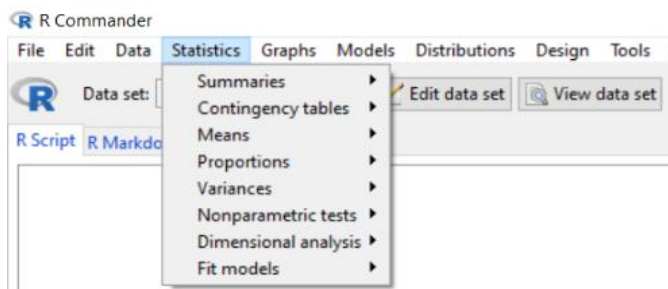 R R Commander
File Edit Data Statistics Graphs Models Distributions Design Tools
R Data set: Edit data set View data set
R Script R Markdo
Summaries
Contingency tables
Means
Proportions
Variances
Nonparametric tests
Dimensional analysis
Fit models